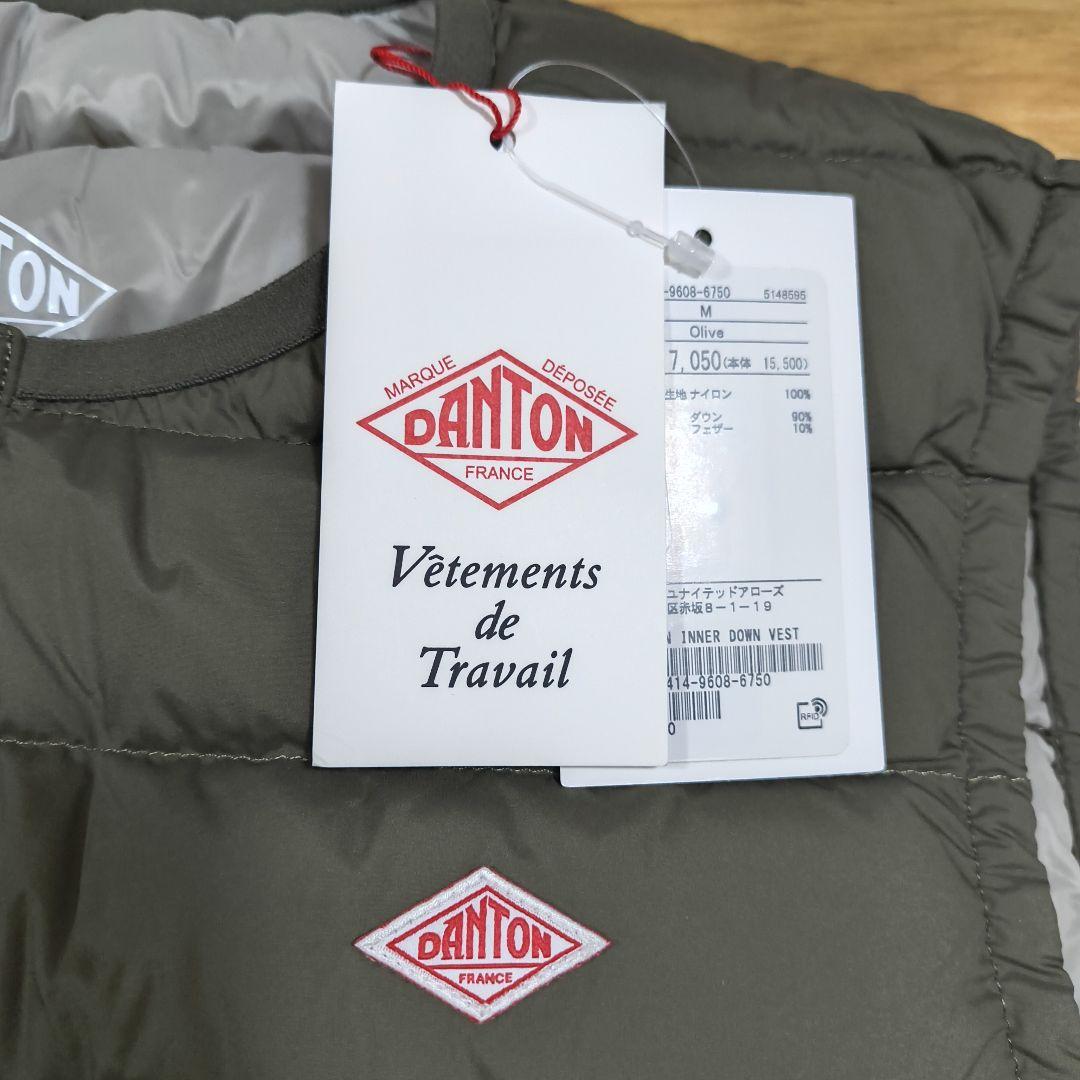 TON
MARQUE DÉPOSÉE
DANTON
FRANCE
Vêtements
de
Travail
-9608-6750 5148595
M
Olive
7,050(本体 15,500)
生地 ナイロン 100%
ダウン 90%
フェザー 10%
ユナイテッドアローズ
区赤坂8-1-19
N INNER DOWN VEST
414-9608-6750
0
RFID
DANTON
FRANCE